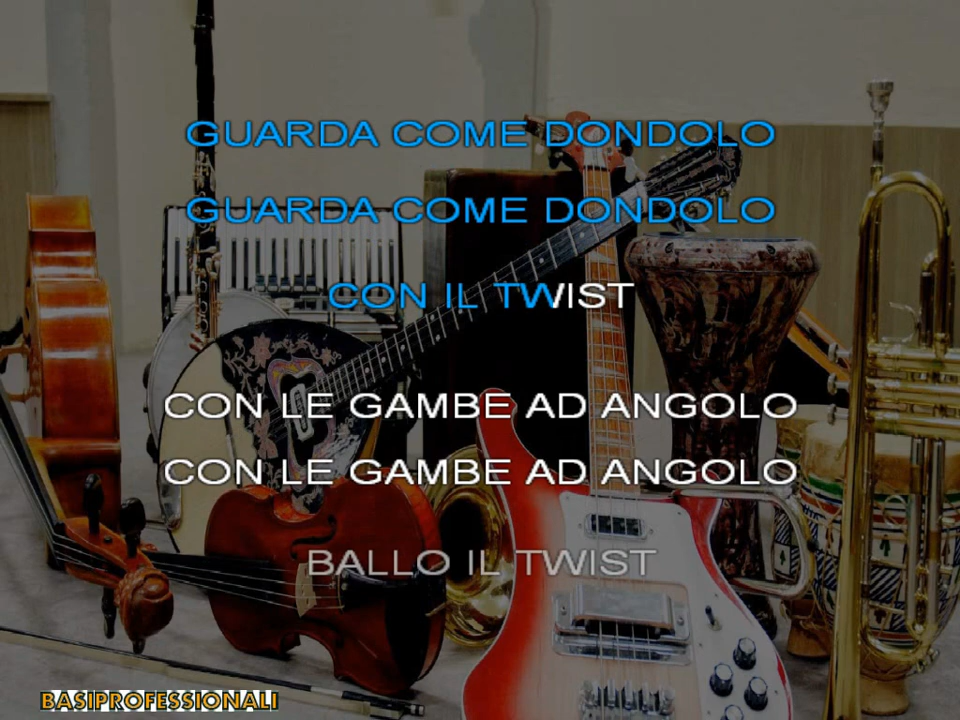 GUARDA COME DONDOLO
GUARDA COME DONDOLO
CON IL TWIST
CON LE GAMBE AD ANGOLO
CON LE GAMBE AD ANGOLO
BALLO IL TWIST
BASIPROFESSIONALI